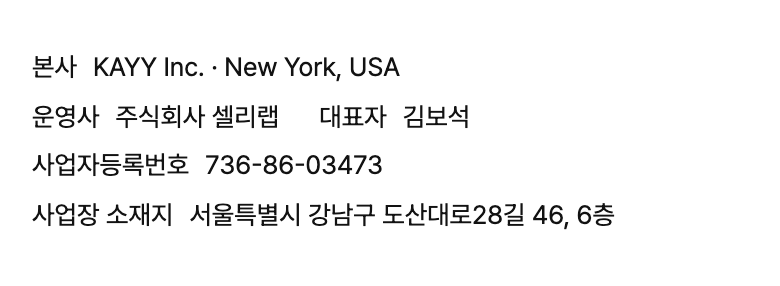 본사 KAYY Inc. · New York, USA
운영사 주식회사 셀리랩 대표자 김보석
사업자등록번호 736-86-03473
사업장 소재지 서울특별시 강남구 도산대로28길 46, 6층